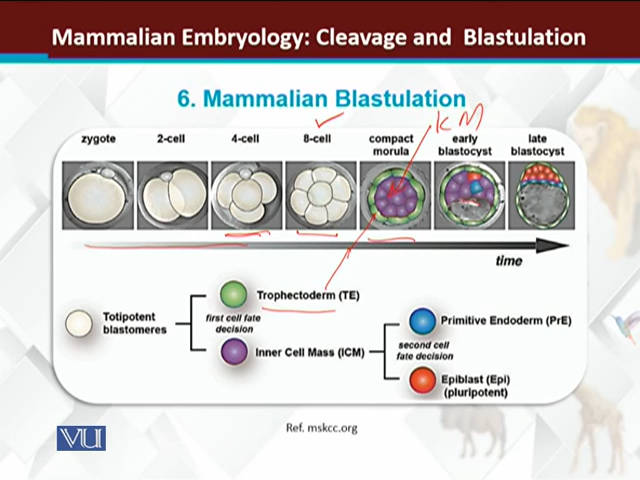 Mammalian Embryology: Cleavage and Blastulation
6. Mammalian Blastulation
zygote 2-cell 4-cell 8-cell compact early late
morula blastocyst blastocyst
KM
time
Trophectoderm (TE)
Totipotent
blastomeres
first cell fate
decision
Primitive Endoderm (PrE)
Inner Cell Mass (ICM)
second cell
fate decision
Epiblast (Epi)
(pluripotent)
Ref. mskcc.org
VU